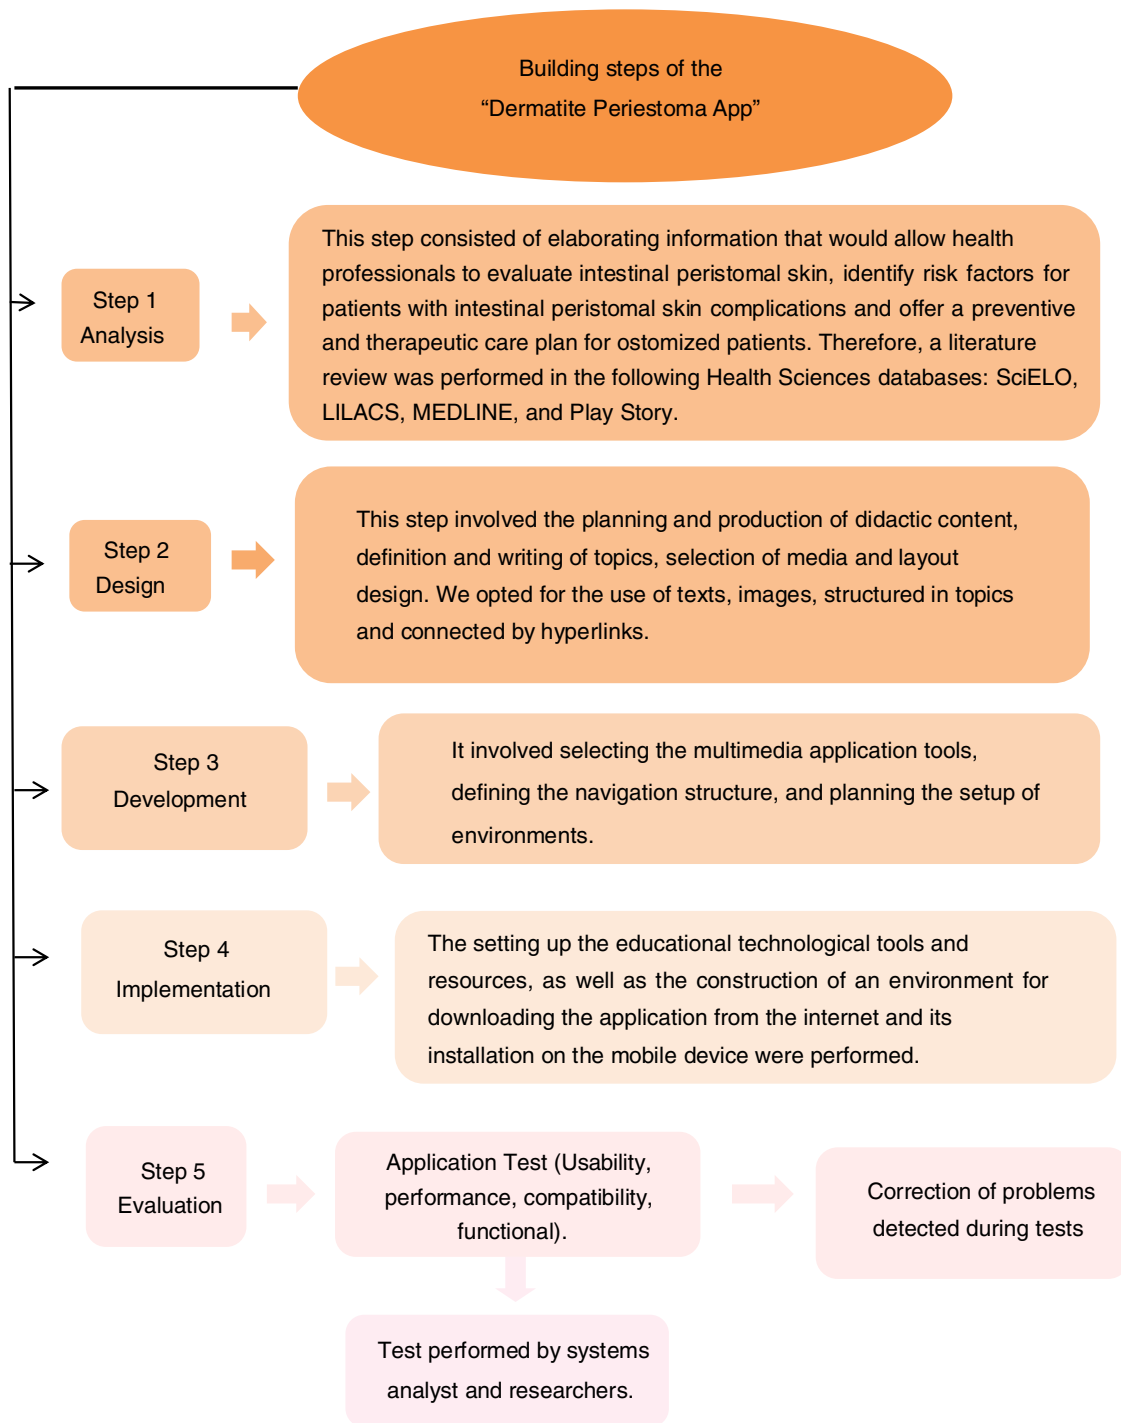 Building steps of the
“Dermatite Periestoma App”
Step 1
Analysis
This step consisted of elaborating information that would allow health
professionals to evaluate intestinal peristomal skin, identify risk factors for
patients with intestinal peristomal skin complications and offer a preventive
and therapeutic care plan for ostomized patients. Therefore, a literature
review was performed in the following Health Sciences databases: SciELO,
LILACS, MEDLINE, and Play Story.
Step 2
Design
This step involved the planning and production of didactic content,
definition and writing of topics, selection of media and layout
design. We opted for the use of texts, images, structured in topics
and connected by hyperlinks.
Step 3
Development
It involved selecting the multimedia application tools,
defining the navigation structure, and planning the setup of
environments.
Step 4
Implementation
The setting up the educational technological tools and
resources, as well as the construction of an environment for
downloading the application from the internet and its
installation on the mobile device were performed.
Step 5
Evaluation
Application Test (Usability,
performance, compatibility,
functional).
Correction of problems
detected during tests
Test performed by systems
analyst and researchers.